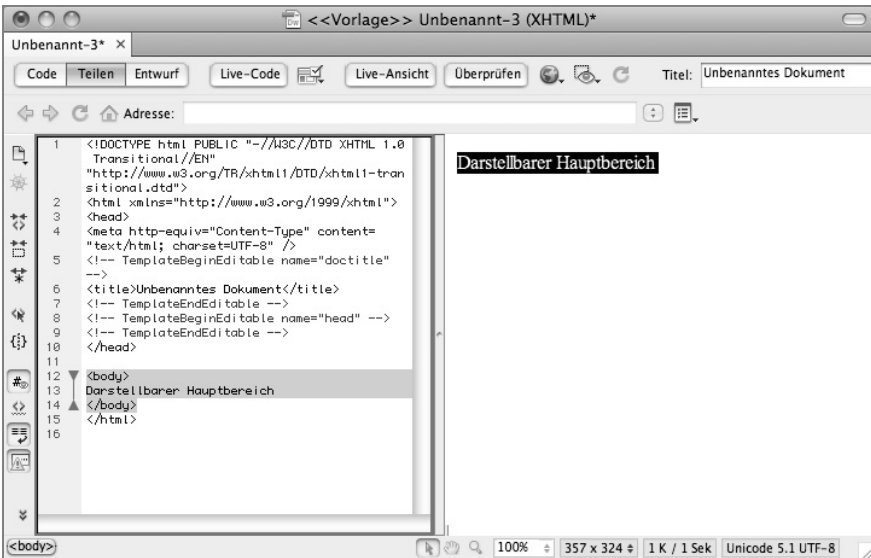 <<Vorlage>> Unbenannt-3 (XHTML)*
Unbenannt-3* ×
Code Teilen Entwurf Live-Code Live-Ansicht Überprüfen Titel: Unbenanntes Dokument
Adresse:
1 <!DOCTYPE html PUBLIC "-//W3C//DTD XHTML 1.0
Transitional//EN"
"http://www.w3.org/TR/xhtml1/DTD/xhtml1-tran
sitional.dtd">
2 <html xmlns="http://www.w3.org/1999/xhtml">
3 <head>
4 <meta http-equiv="Content-Type" content=
"text/html; charset=UTF-8" />
5 <!-- TemplateBeginEditable name="doctitle"
-->
6 <title>Unbenanntes Dokument</title>
7 <!-- TemplateEndEditable -->
8 <!-- TemplateBeginEditable name="head" -->
9 <!-- TemplateEndEditable -->
10 </head>
11
12 <body>
13 Darstellbarer Hauptbereich
14 </body>
15 </html>
16
Darstellbarer Hauptbereich
<body> 100% 357 x 324 1 K / 1 Sek Unicode 5.1 UTF-8